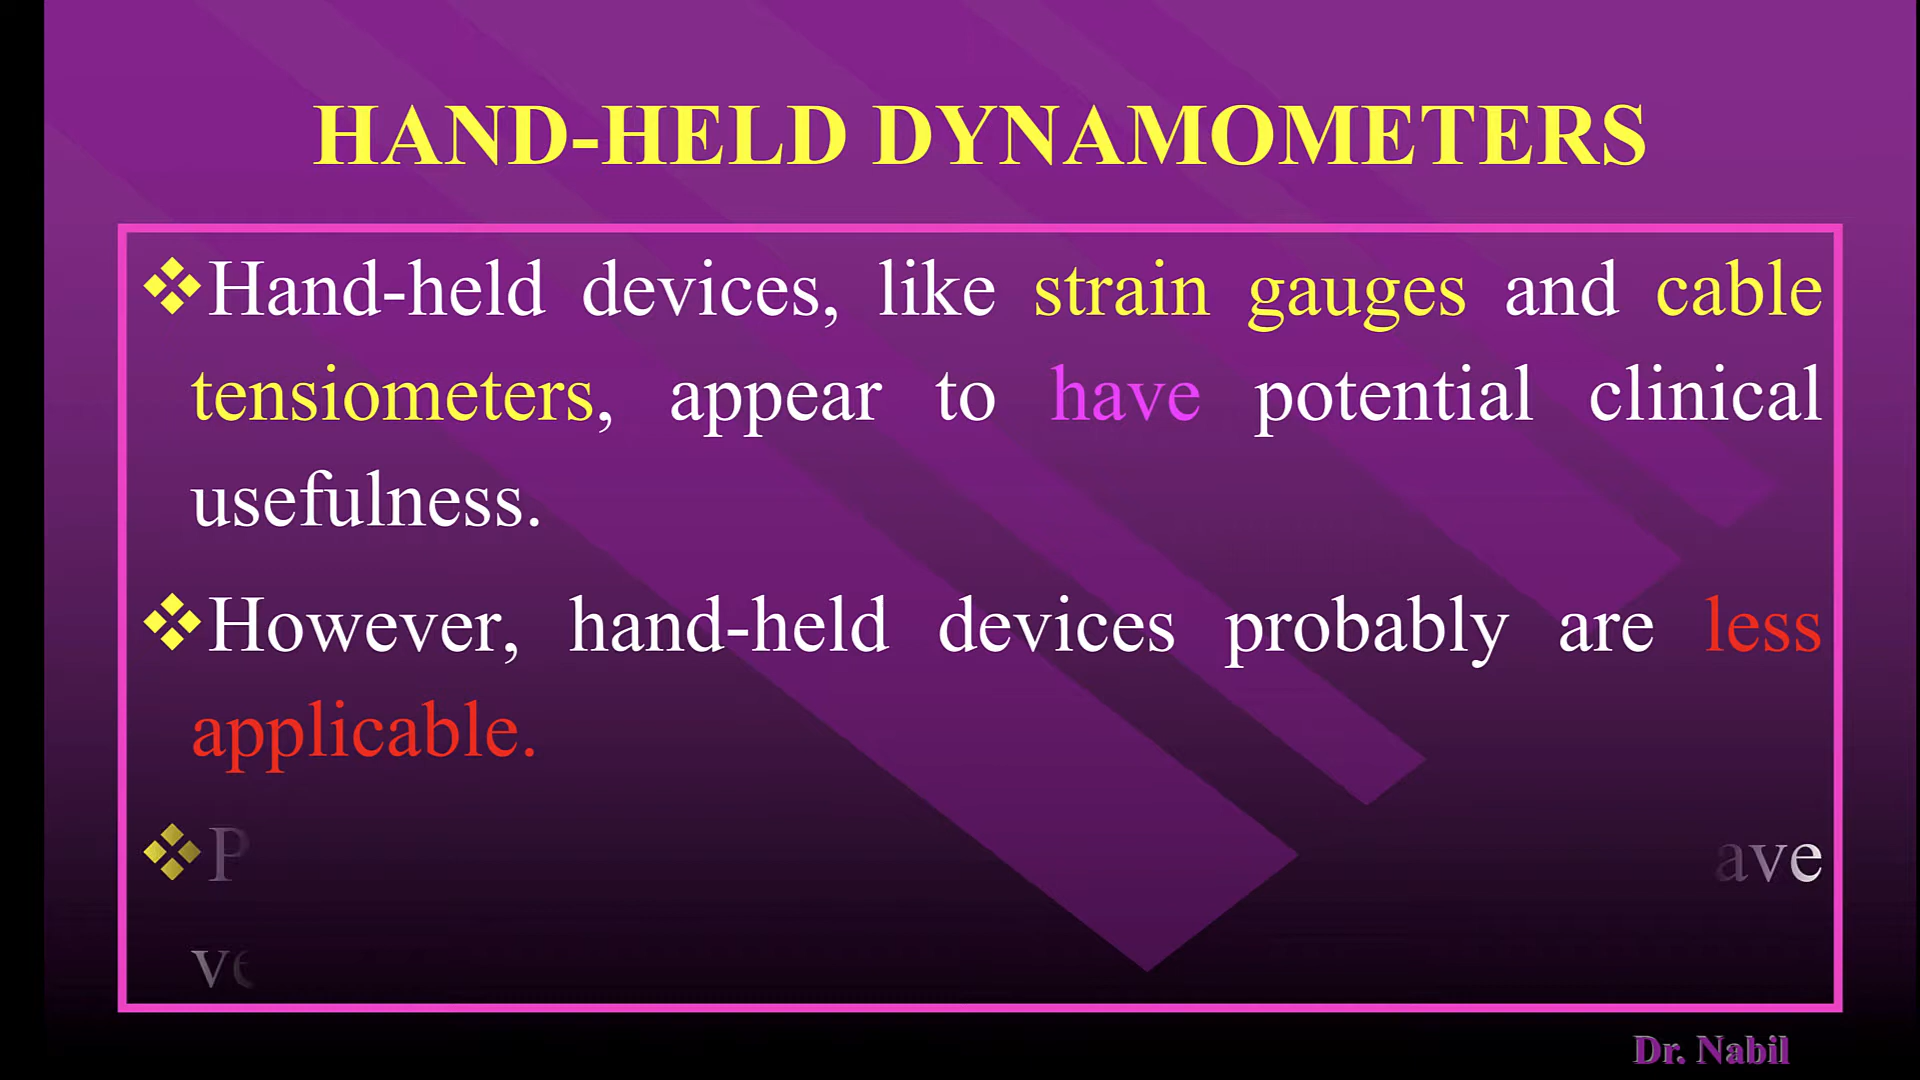 HAND-HELD DYNAMOMETERS
❖Hand-held devices, like strain gauges and cable
tensiometers, appear to have potential clinical
usefulness.
❖However, hand-held devices probably are less
applicable.
Dr. Nabil